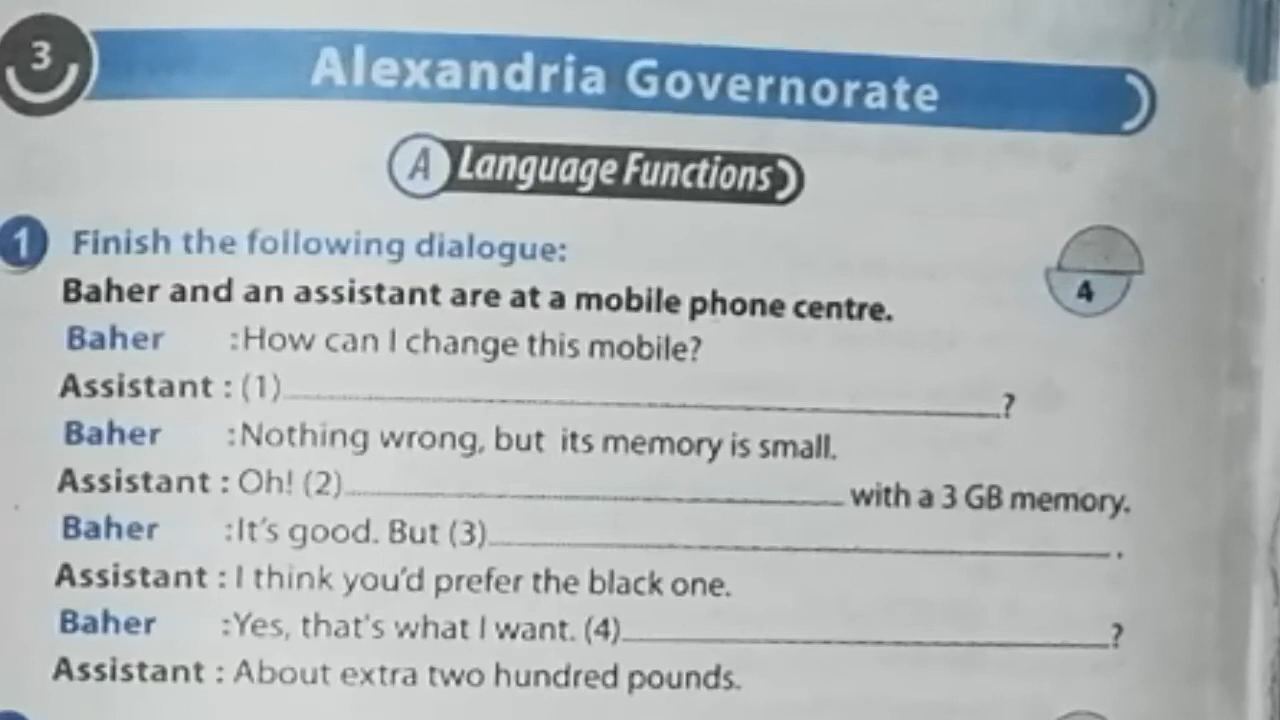 3
Alexandria Governorate
A Language Functions
1 Finish the following dialogue:
4
Baher and an assistant are at a mobile phone centre.
Baher :How can I change this mobile?
Assistant : (1)?
Baher :Nothing wrong, but its memory is small.
Assistant : Oh! (2) with a 3 GB memory.
Baher :It's good. But (3).
Assistant : I think you'd prefer the black one.
Baher :Yes, that's what I want. (4)?
Assistant : About extra two hundred pounds.